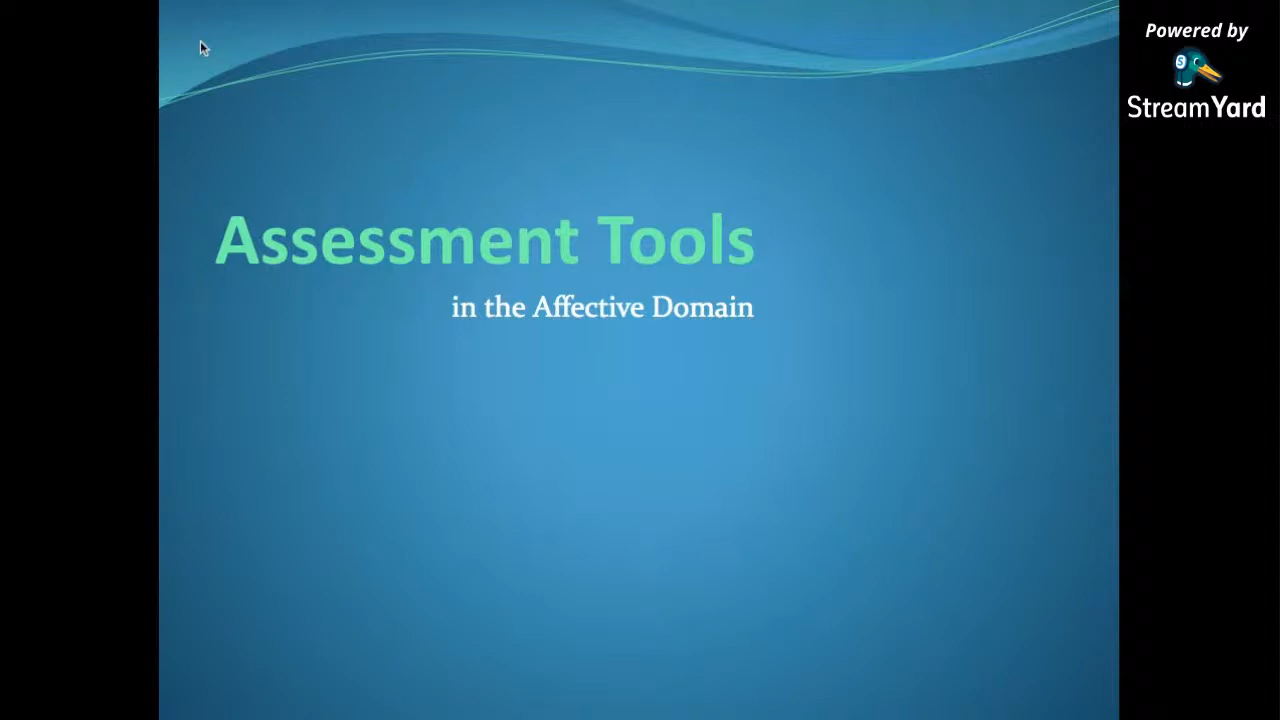 Powered by
StreamYard
Assessment Tools
in the Affective Domain